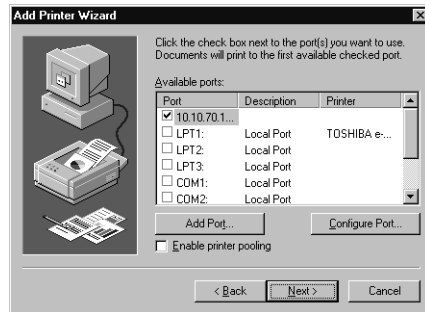 Add Printer Wizard
Click the check box next to the port(s) you want to use.
Documents will print to the first available checked port.
Available ports:
Port Description Printer
10.10.70.1...
LPT1: Local Port TOSHIBA e-...
LPT2: Local Port
LPT3: Local Port
COM1: Local Port
COM2: Local Port
Add Port... Configure Port...
Enable printer pooling
< Back Next > Cancel